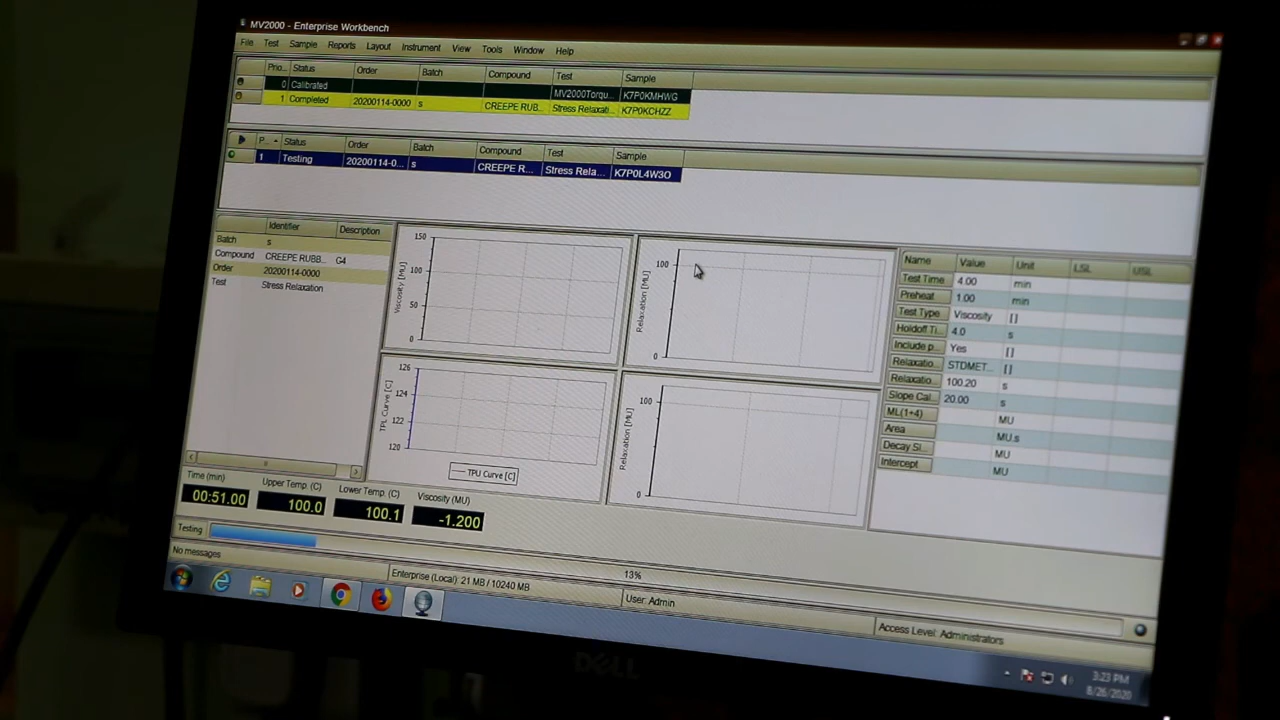 MV2000 - Enterprise Workbench
File Test Sample Reports Layout Instrument View Tools Window Help
Prio... Status Order Batch Compound Test Sample
0 Calibrated MV2000Torqu... K7P0KMHWG
1 Completed 20200114-0000 s CREEPE RUB... Stress Relaxati... K7P0KCHZZ
P... Status Order Batch Compound Test Sample
1 Testing 20200114-0... s CREEPE R... Stress Rela... K7P0L4W3O
Identifier Description
Batch s
Compound CREEPE RUBB... G4
Order 20200114-0000
Test Stress Relaxation
150
100
50
0
Viscosity [MU]
100
0
Relaxation [MU]
126
124
122
120
TPL Curve [C]
TPU Curve [C]
100
0
Relaxation [MU]
Name Value Unit LSL USL
Test Time 4.00 min
Preheat 1.00 min
Test Type Viscosity []
Holdoff Ti... 4.0 s
Include p... Yes []
Relaxatio... STDMET... []
Relaxatio... 100.20 s
Slope Cal... 20.00 s
ML(1+4) MU
Area MU.s
Decay Sl... MU
Intercept MU
Time (min) Upper Temp. (C) Lower Temp. (C) Viscosity (MU)
00:51.00 100.0 100.1 -1.200
Testing
13%
No messages
Enterprise (Local): 21 MB / 10240 MB
User: Admin
Access Level: Administrators
3:23 PM
8/26/2020
DELL